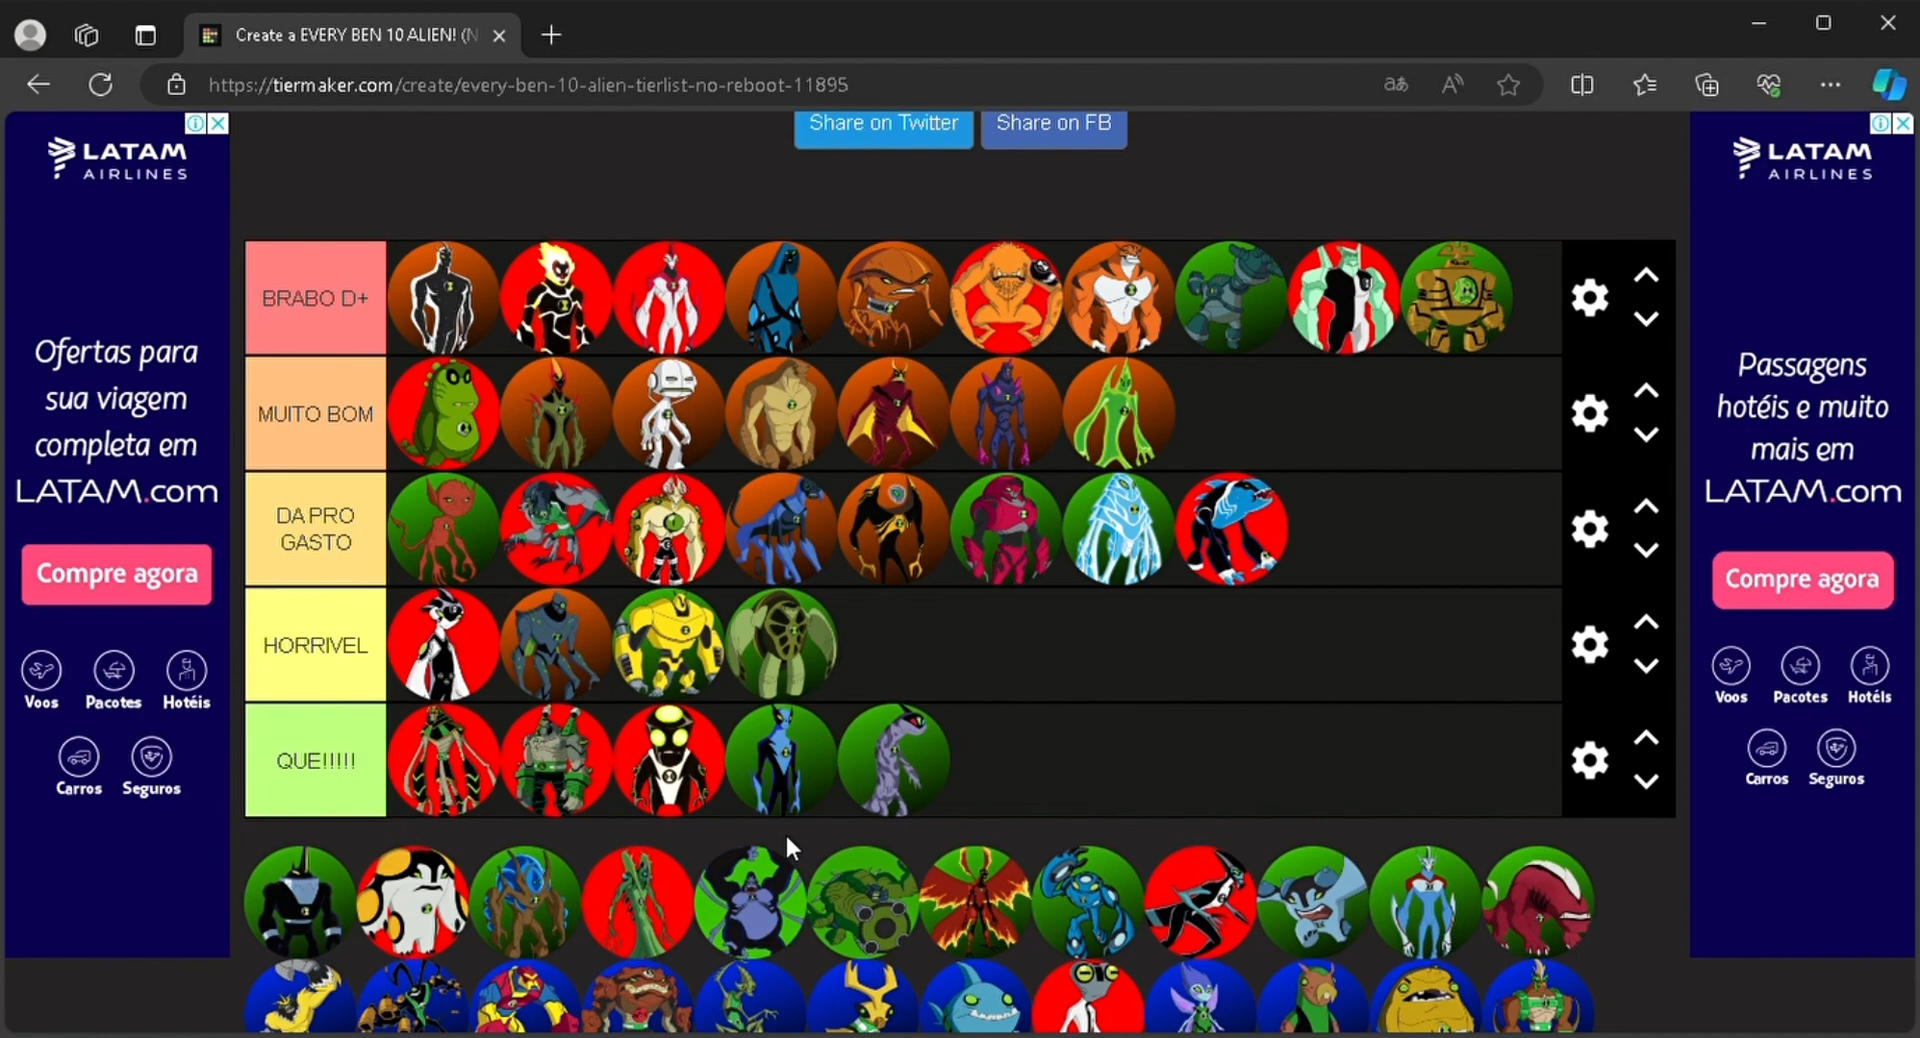 Create a EVERY BEN 10 ALIEN! (N
https://tiermaker.com/create/every-ben-10-alien-tierlist-no-reboot-11895
aあ
Share on Twitter
Share on FB
LATAM
AIRLINES
Ofertas para
sua viagem
completa em
LATAM.com
Compre agora
Voos
Pacotes
Hotéis
Carros
Seguros
BRABO D+
MUITO BOM
DA PRO
GASTO
HORRIVEL
QUE!!!!!
LATAM
AIRLINES
Passagens
hotéis e muito
mais em
LATAM.com
Compre agora
Voos
Pacotes
Hotéis
Carros
Seguros